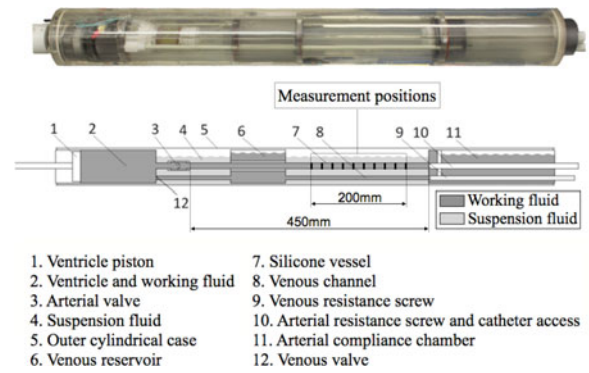 Measurement positions
1 2 3 4 5 6 7 8 9 10 11
12
200mm
450mm
Working fluid
Suspension fluid
1. Ventricle piston
2. Ventricle and working fluid
3. Arterial valve
4. Suspension fluid
5. Outer cylindrical case
6. Venous reservoir
7. Silicone vessel
8. Venous channel
9. Venous resistance screw
10. Arterial resistance screw and catheter access
11. Arterial compliance chamber
12. Venous valve